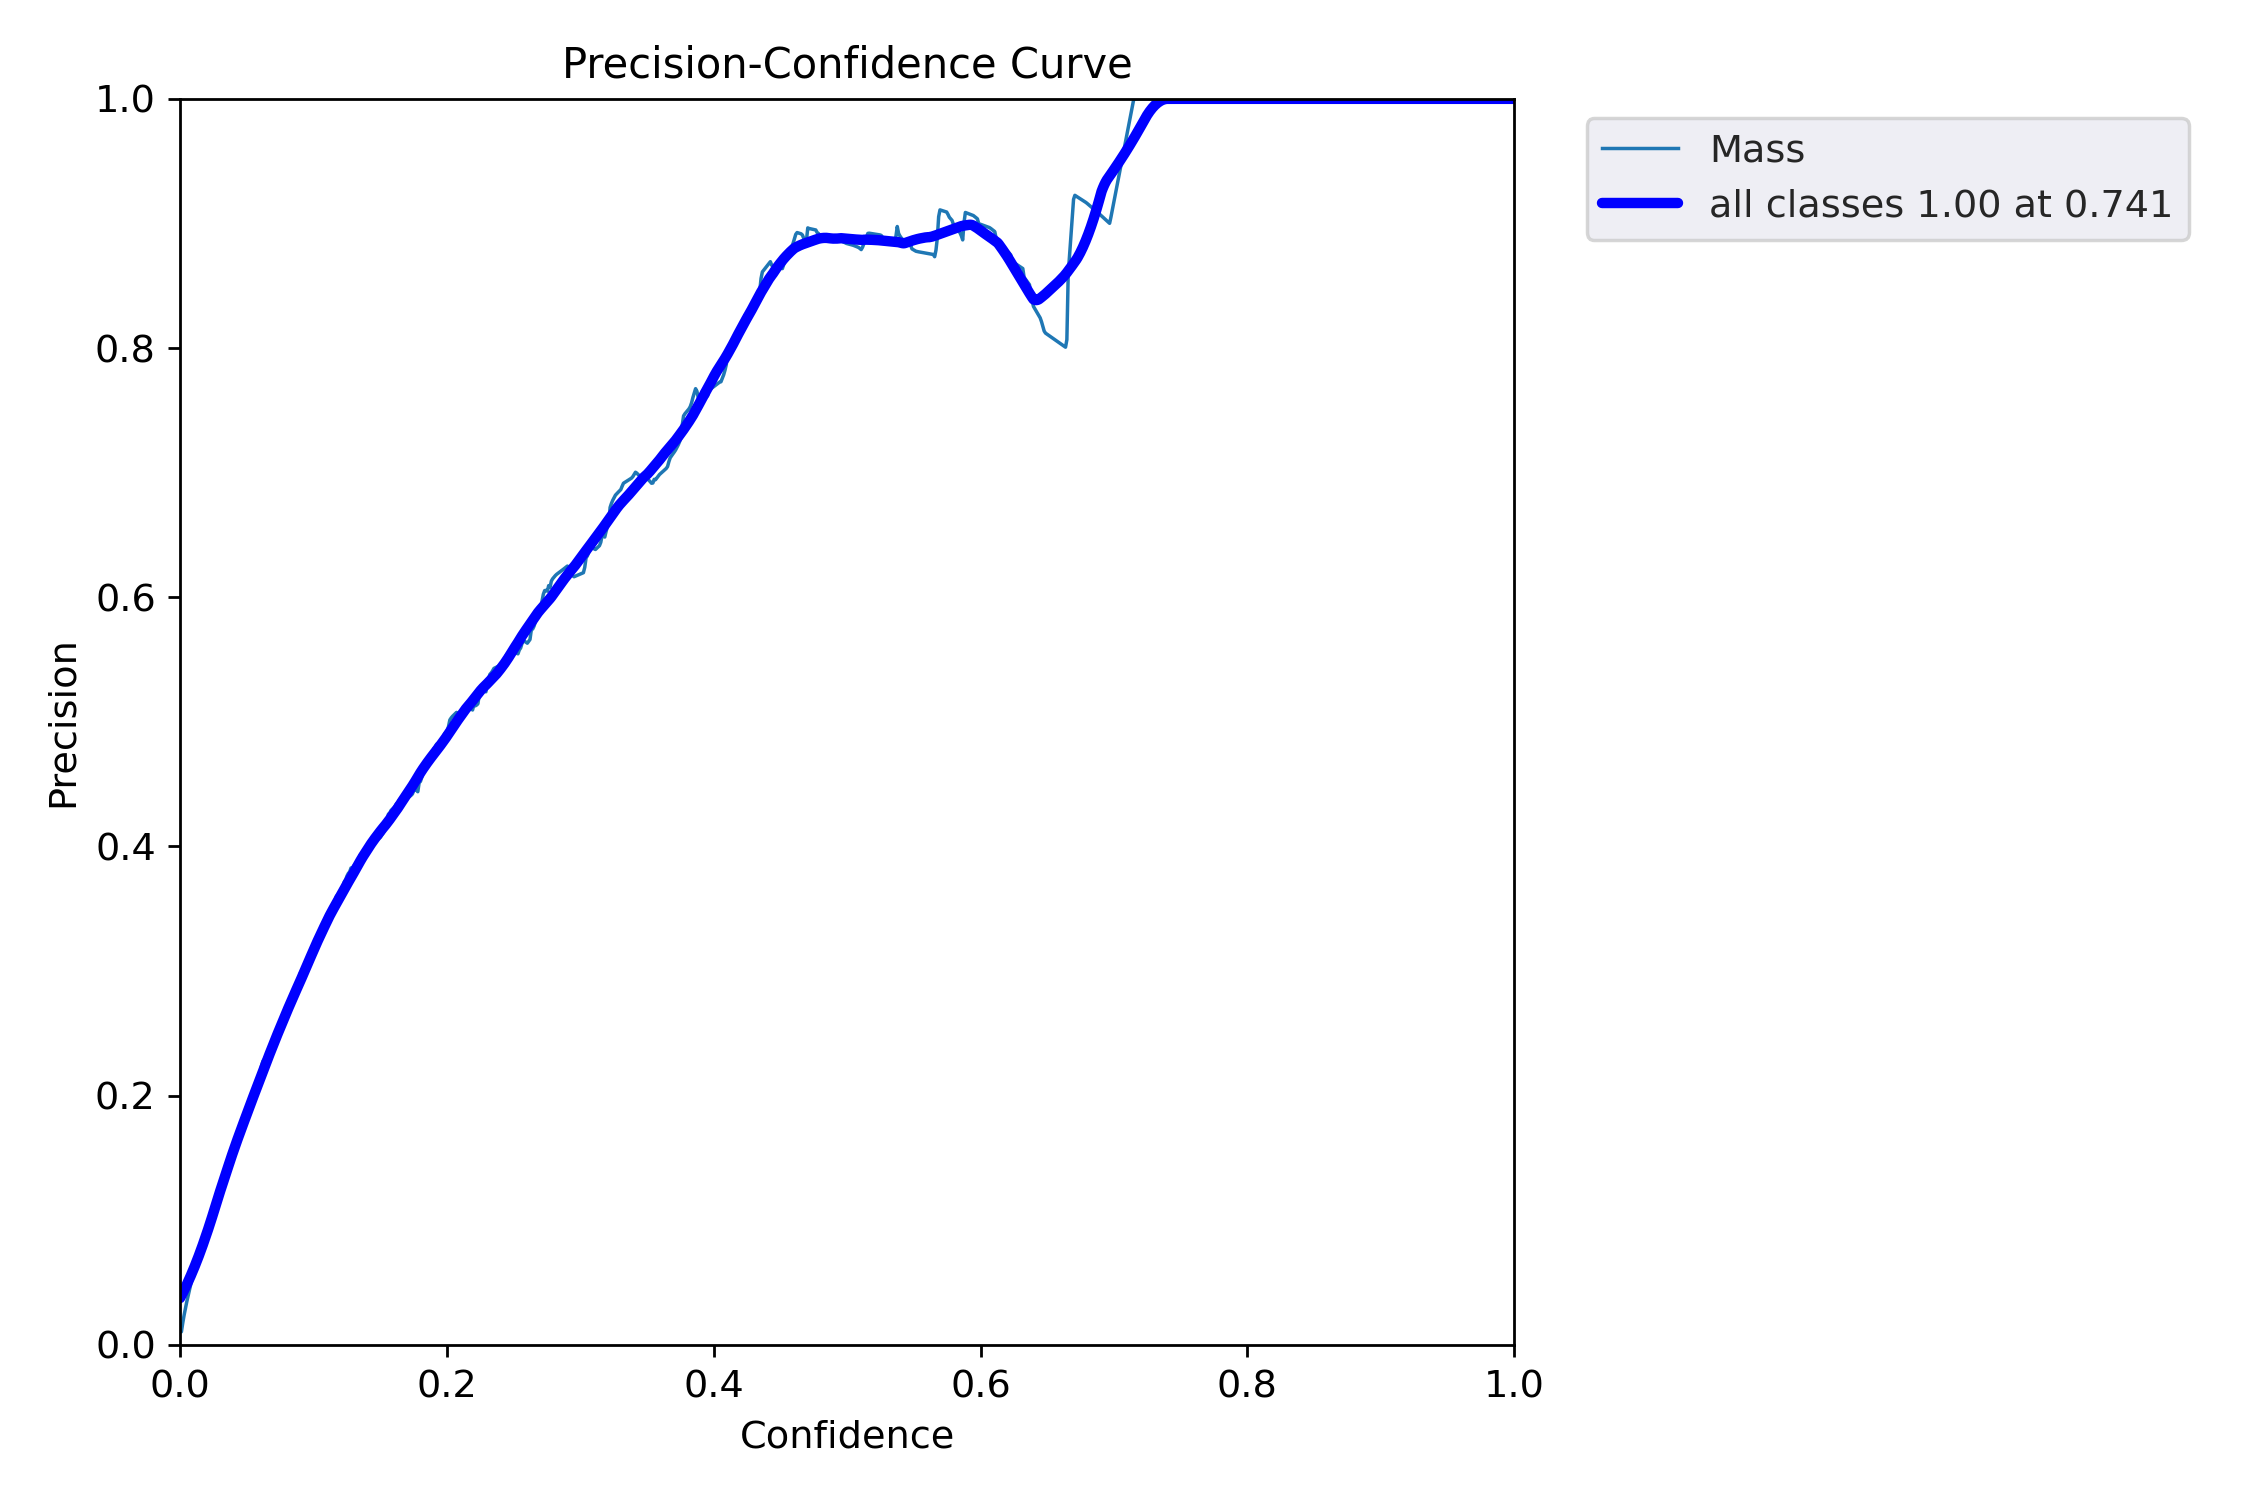 Precision-Confidence Curve
1.0
0.8
0.6
0.4
0.2
0.0
Precision
0.0 0.2 0.4 0.6 0.8 1.0
Confidence
Mass
all classes 1.00 at 0.741